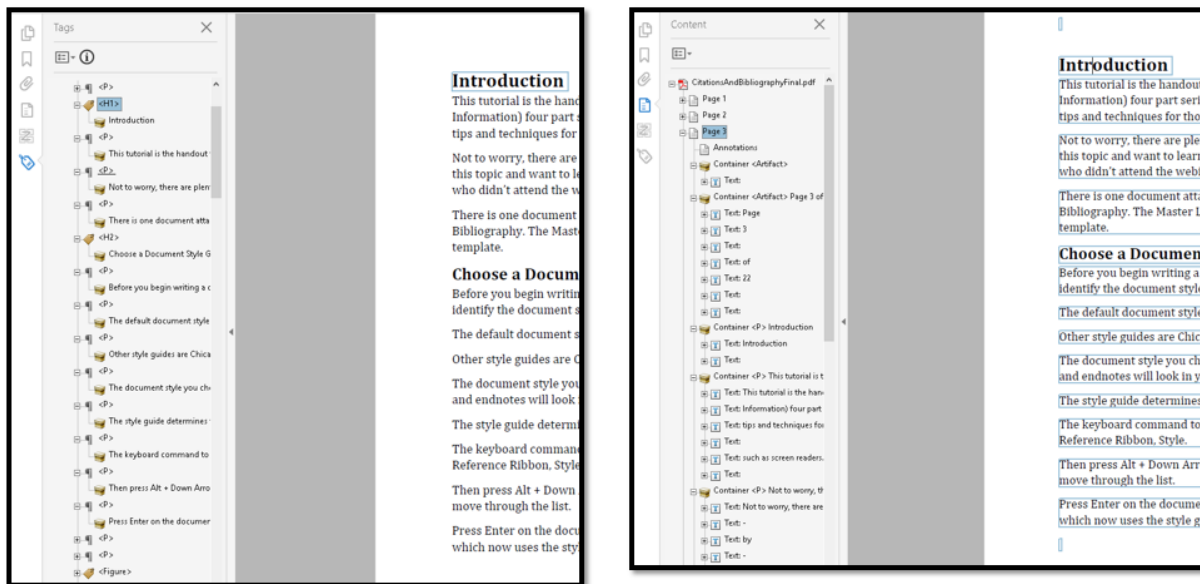 Tags
<P>
<H1>
Introduction
<P>
This tutorial is the handout
<P>
Not to worry, there are plen
<P>
There is one document atta
<H2>
Choose a Document Style G
<P>
Before you begin writing a c
<P>
The default document style
<P>
Other style guides are Chica
<P>
The document style you ch
<P>
The style guide determines
<P>
The keyboard command to
<P>
Then press Alt + Down Arro
<P>
Press Enter on the documer
<P>
<P>
<Figure>
Introduction
This tutorial is the hand
Information) four part s
tips and techniques for
Not to worry, there are
this topic and want to le
who didn't attend the w
There is one document
Bibliography. The Mast
template.
Choose a Docum
Before you begin writin
identify the document s
The default document s
Other style guides are C
The document style you
and endnotes will look
The style guide determi
The keyboard command
Reference Ribbon, Style
Then press Alt + Down
move through the list.
Press Enter on the docu
which now uses the sty
Content
CitationsAndBibliographyFinal.pdf
Page 1
Page 2
Page 3
Annotations
Container <Artifact>
Text:
Container <Artifact> Page 3 of
Text: Page
Text: 3
Text:
Text: of
Text: 22
Text:
Text:
Container <P> Introduction
Text: Introduction
Text:
Container <P> This tutorial is t
Text: This tutorial is the han
Text: Information) four part
Text: tips and techniques fo
Text:
Text: such as screen readers.
Text:
Container <P> Not to worry, th
Text: Not to worry, there are
Text: -
Text: by
Text: -
Introduction
This tutorial is the handout
Information) four part seri
tips and techniques for tho
Not to worry, there are ple
this topic and want to learn
who didn't attend the webi
There is one document atta
Bibliography. The Master L
template.
Choose a Documen
Before you begin writing a
identify the document style
The default document style
Other style guides are Chic
The document style you ch
and endnotes will look in y
The style guide determines
The keyboard command to
Reference Ribbon, Style.
Then press Alt + Down Arr
move through the list.
Press Enter on the docume
which now uses the style g